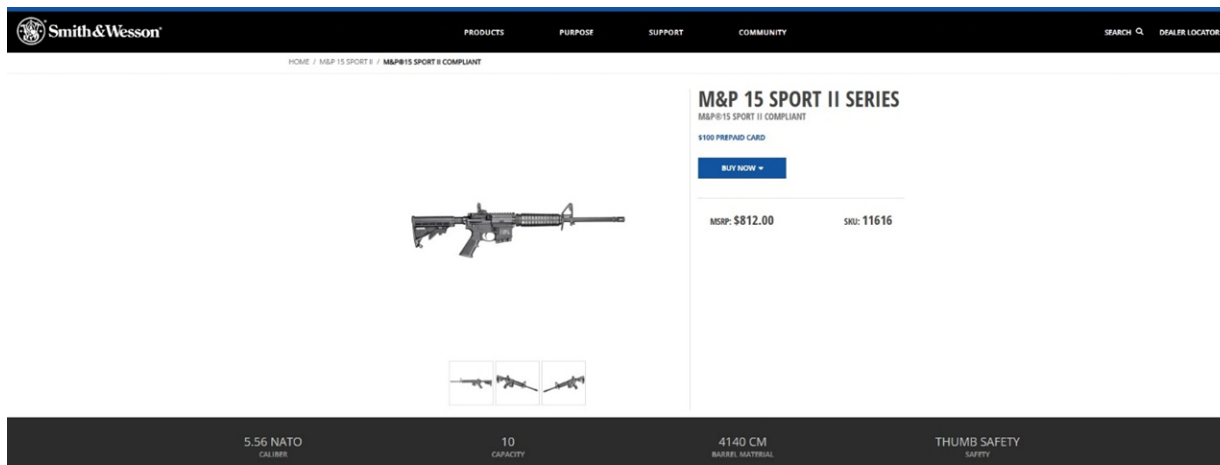 Smith & Wesson®
PRODUCTS PURPOSE SUPPORT COMMUNITY SEARCH DEALER LOCATOR
HOME / M&P 15 SPORT II / M&P®15 SPORT II COMPLIANT
M&P 15 SPORT II SERIES
M&P®15 SPORT II COMPLIANT
$100 PREPAID CARD
BUY NOW
MSRP: $812.00 SKU: 11616
5.56 NATO 10 4140 CM THUMB SAFETY
CALIBER CAPACITY BARREL MATERIAL SAFETY